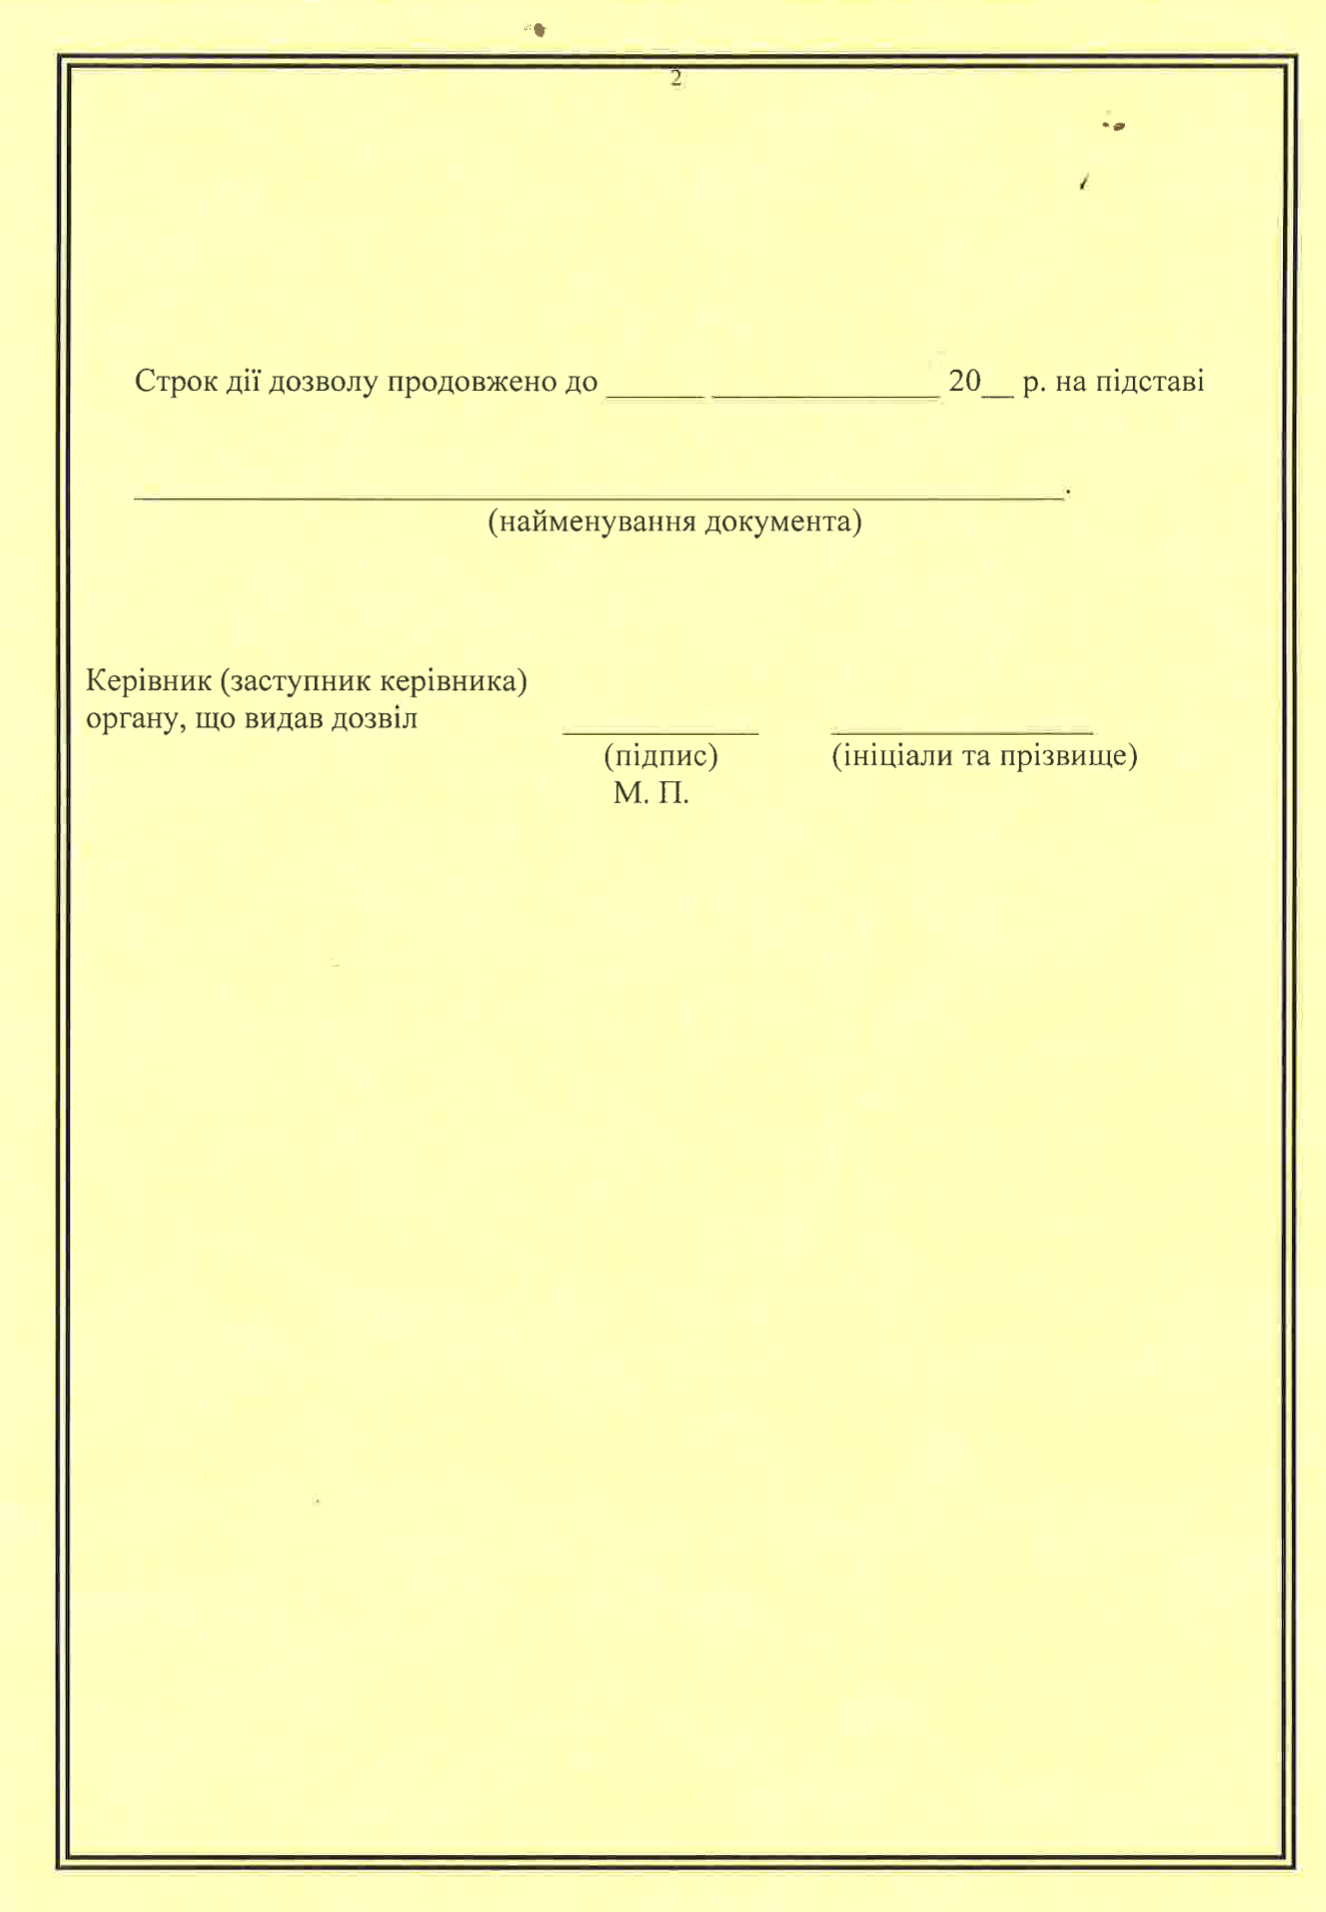 2
Строк дії дозволу продовжено до ______ ______________ 20__ р. на підставі
__________________________________________________________.
(найменування документа)
Керівник (заступник керівника)
органу, що видав дозвіл ____________ ________________
(підпис) (ініціали та прізвище)
М. П.